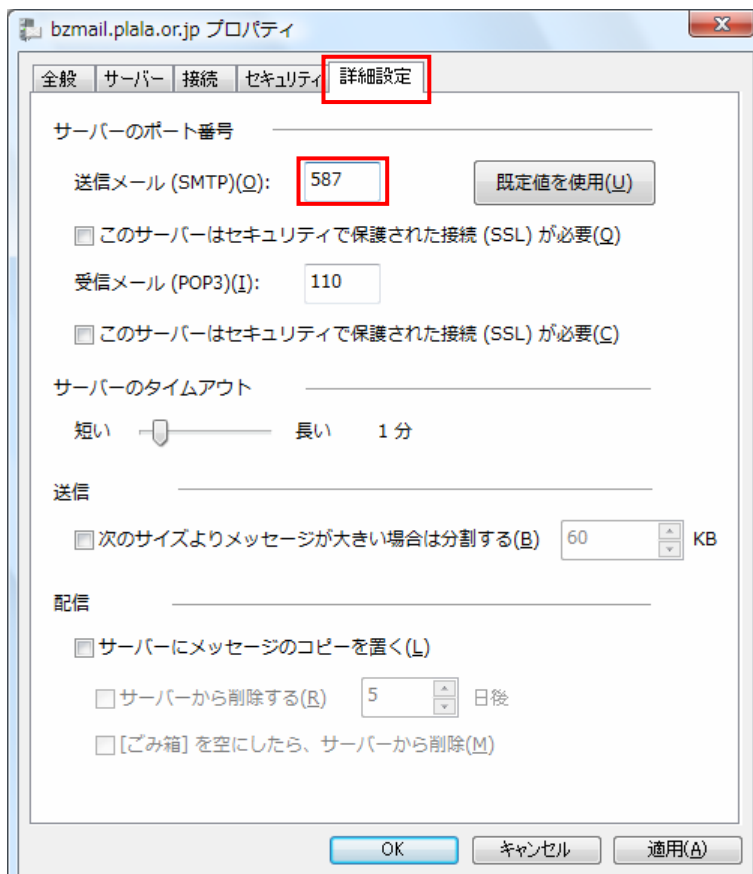 bzmail.plala.or.jp プロパティ
全般 サーバー 接続 セキュリティ 詳細設定
サーバーのポート番号
送信メール (SMTP)(O): 587 既定値を使用(U)
このサーバーはセキュリティで保護された接続 (SSL) が必要(Q)
受信メール (POP3)(I): 110
このサーバーはセキュリティで保護された接続 (SSL) が必要(C)
サーバーのタイムアウト
短い 長い 1 分
送信
次のサイズよりメッセージが大きい場合は分割する(B) 60 KB
配信
サーバーにメッセージのコピーを置く(L)
サーバーから削除する(R) 5 日後
[ごみ箱] を空にしたら、サーバーから削除(M)
OK キャンセル 適用(A)